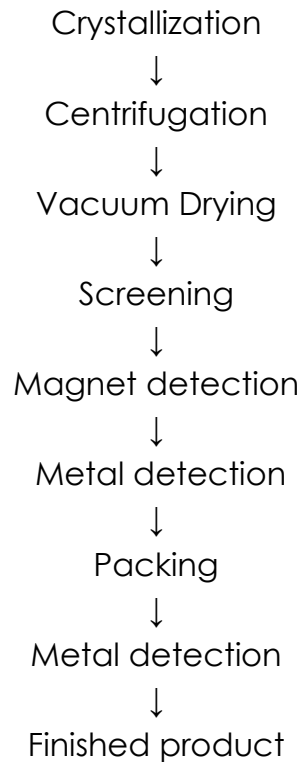 Crystallization
↓
Centrifugation
↓
Vacuum Drying
↓
Screening
↓
Magnet detection
↓
Metal detection
↓
Packing
↓
Metal detection
↓
Finished product